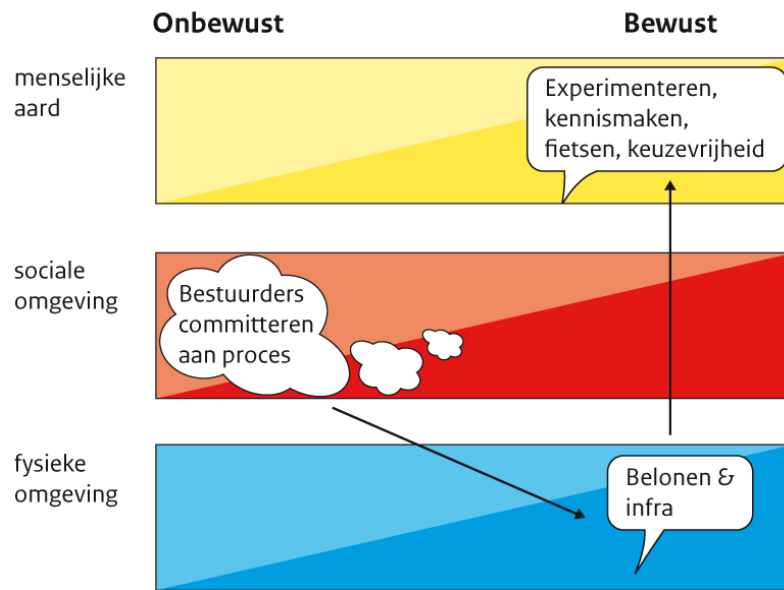 Onbewust Bewust
menselijke
aard
Experimenteren,
kennismaken,
fietsen, keuzevrijheid
sociale
omgeving
Bestuurders
committeren
aan proces
fysieke
omgeving
Belonen &
infra